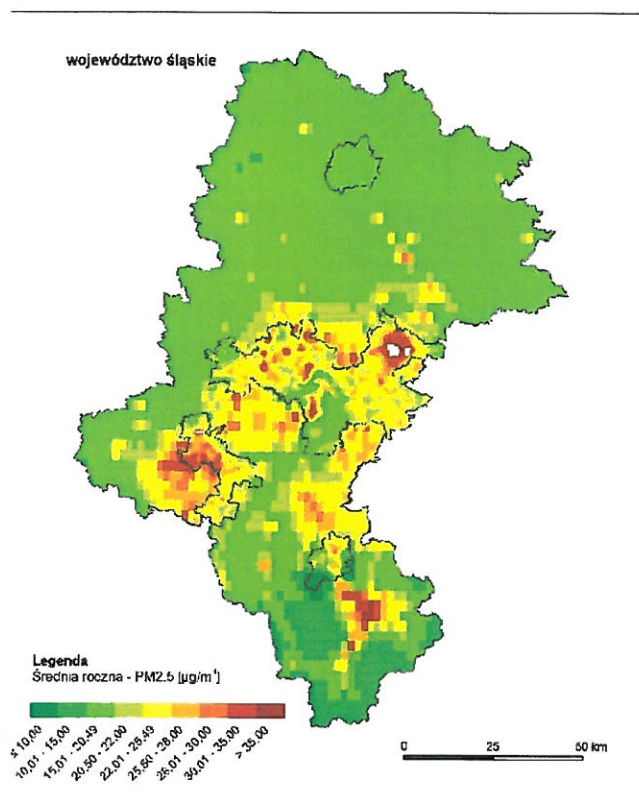 województwo śląskie
Legenda
Średnia roczna - PM2.5 [µg/m³]
≤ 10,00
10,01 - 15,00
15,01 - 20,49
20,50 - 22,00
22,01 - 25,49
25,50 - 28,00
28,01 - 30,00
30,01 - 35,00
> 35,00
0 25 50 km